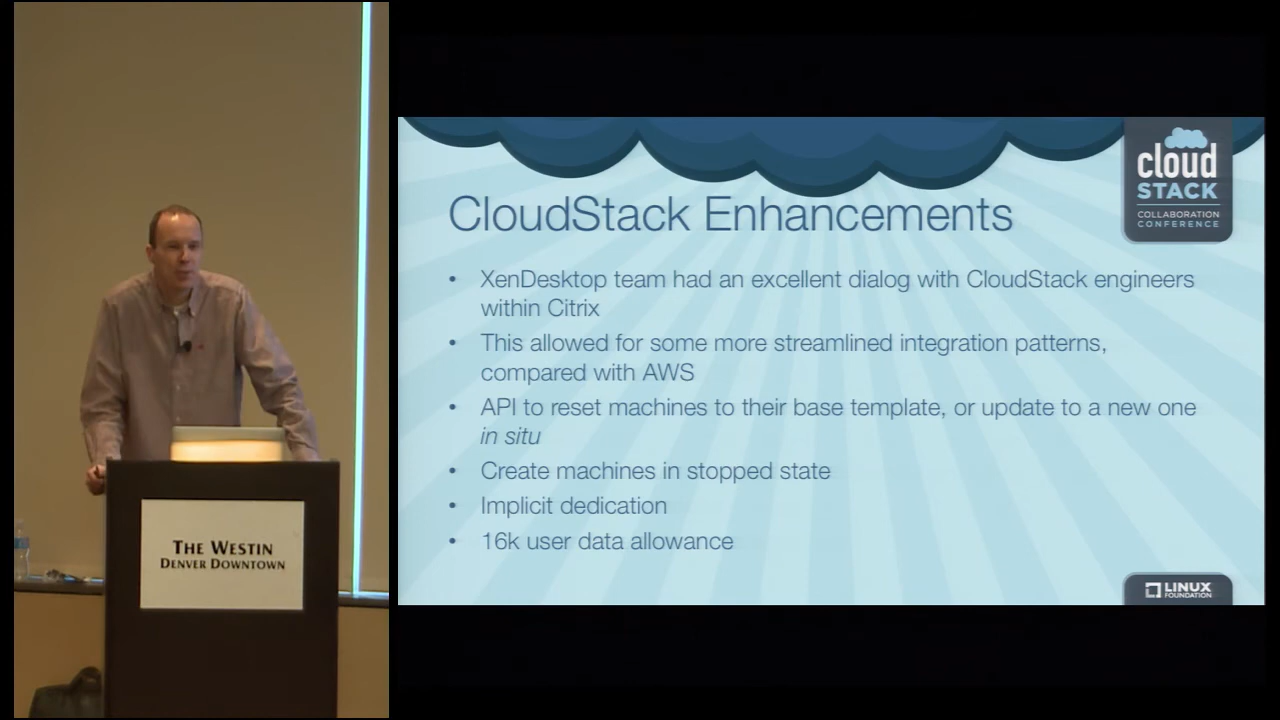 cloud
STACK
COLLABORATION
CONFERENCE
CloudStack Enhancements
• XenDesktop team had an excellent dialog with CloudStack engineers
within Citrix
• This allowed for some more streamlined integration patterns,
compared with AWS
• API to reset machines to their base template, or update to a new one
in situ
• Create machines in stopped state
• Implicit dedication
• 16k user data allowance
LINUX
FOUNDATION
THE WESTIN
DENVER DOWNTOWN